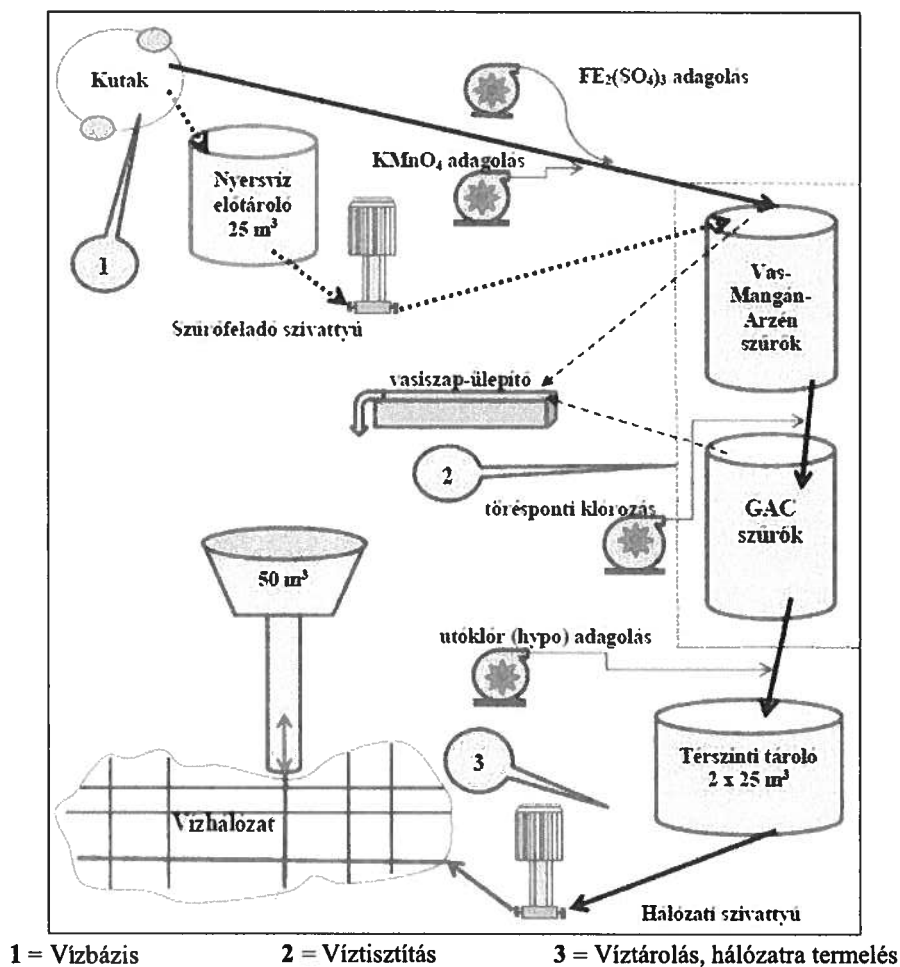 Kutak
FE₂(SO₄)₃ adagolás
KMnO₄ adagolás
Nyersvíz
előtároló
25 m³
1
Szűrőfeladó szivattyú
Vas-
Mangán-
Arzén
szűrők
vasiszap-ülepítő
2
törésponti klórozás
GAC
szűrők
50 m³
utóklór (hypo) adagolás
3
Térszinti tároló
2 x 25 m³
Vízhálózat
Hálózati szivattyú
1 = Vízbázis 2 = Víztisztítás 3 = Víztárolás, hálózatra termelés